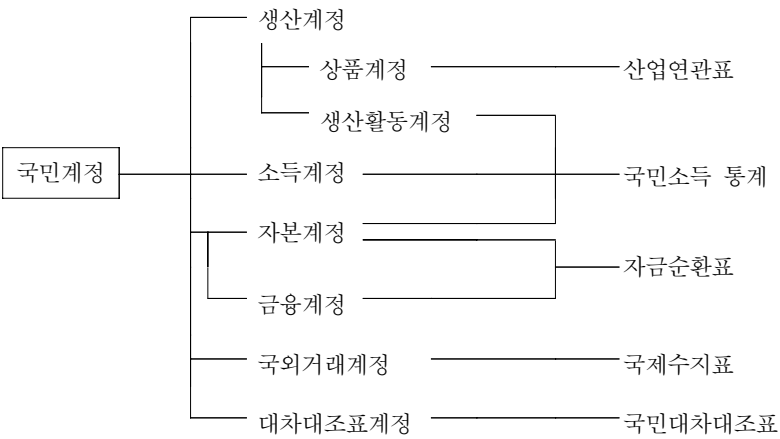 생산계정
상품계정 산업연관표
생산활동계정
국민계정 소득계정 국민소득 통계
자본계정
자금순환표
금융계정
국외거래계정 국제수지표
대차대조표계정 국민대차대조표